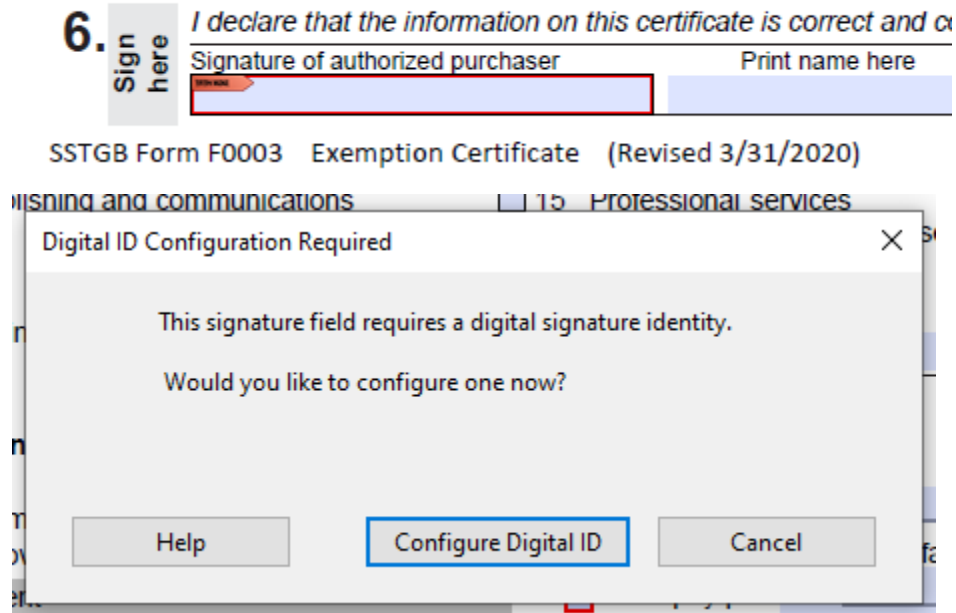 6.
Sign here
I declare that the information on this certificate is correct and
Signature of authorized purchaser
Print name here
SSTGB Form F0003 Exemption Certificate (Revised 3/31/2020)
and communications
15 Professional services
Digital ID Configuration Required
This signature field requires a digital signature identity.
Would you like to configure one now?
Help
Configure Digital ID
Cancel